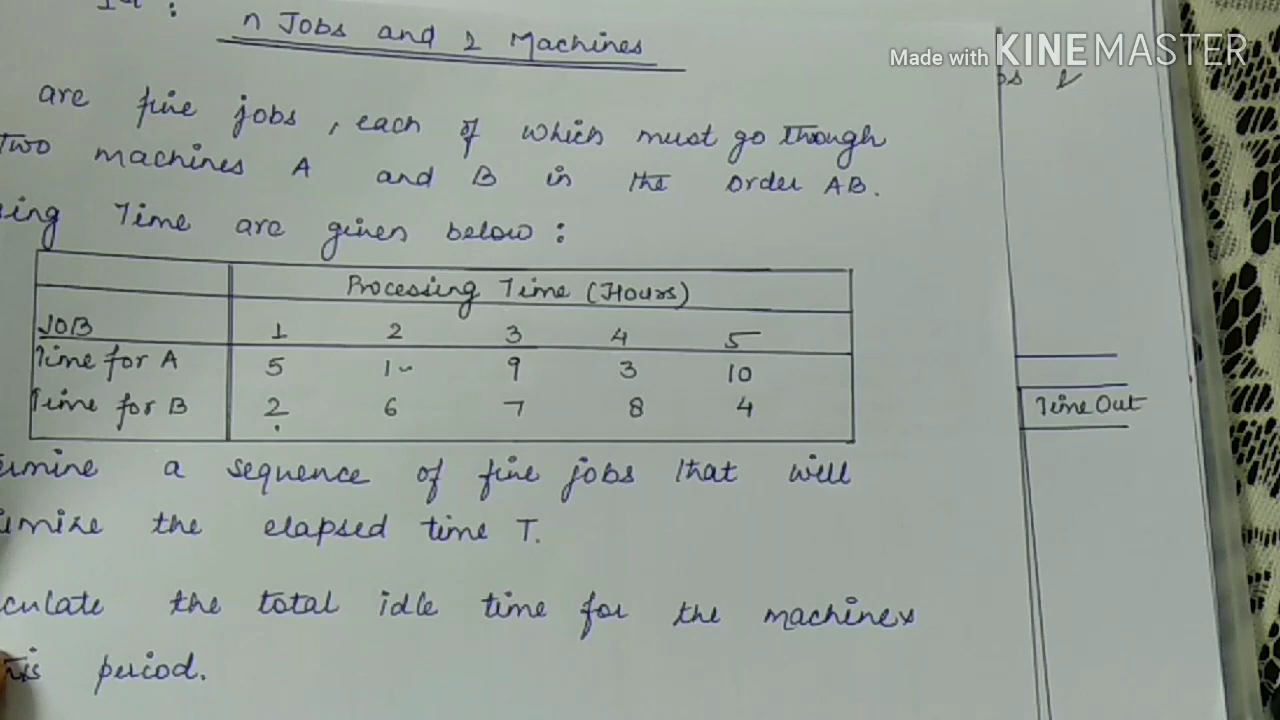 n Jobs and 2 Machines
Made with KINEMASTER
are five jobs, each of which must go though
Two machines A and B in the order AB.
Time are given below:
Processing Time (Hours)
JOB 1 2 3 4 5
Time for A 5 9 3 10
Time for B 2 6 7 8 4
Time Out
a sequence of five jobs that will
the elapsed time T.
the total idle time for the machines
period.